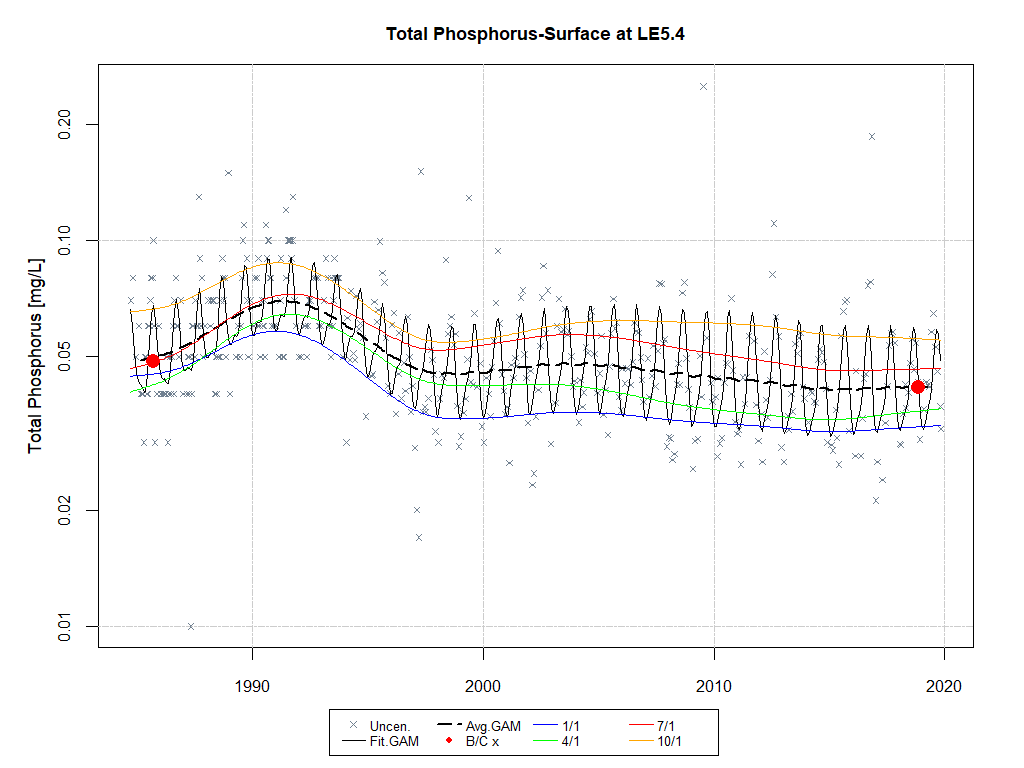 Total Phosphorus-Surface at LE5.4
Total Phosphorus [mg/L]
0.20
0.10
0.05
0.02
0.01
1990 2000 2010 2020
Uncen. Avg.GAM 1/1 7/1
Fit.GAM B/C x 4/1 10/1